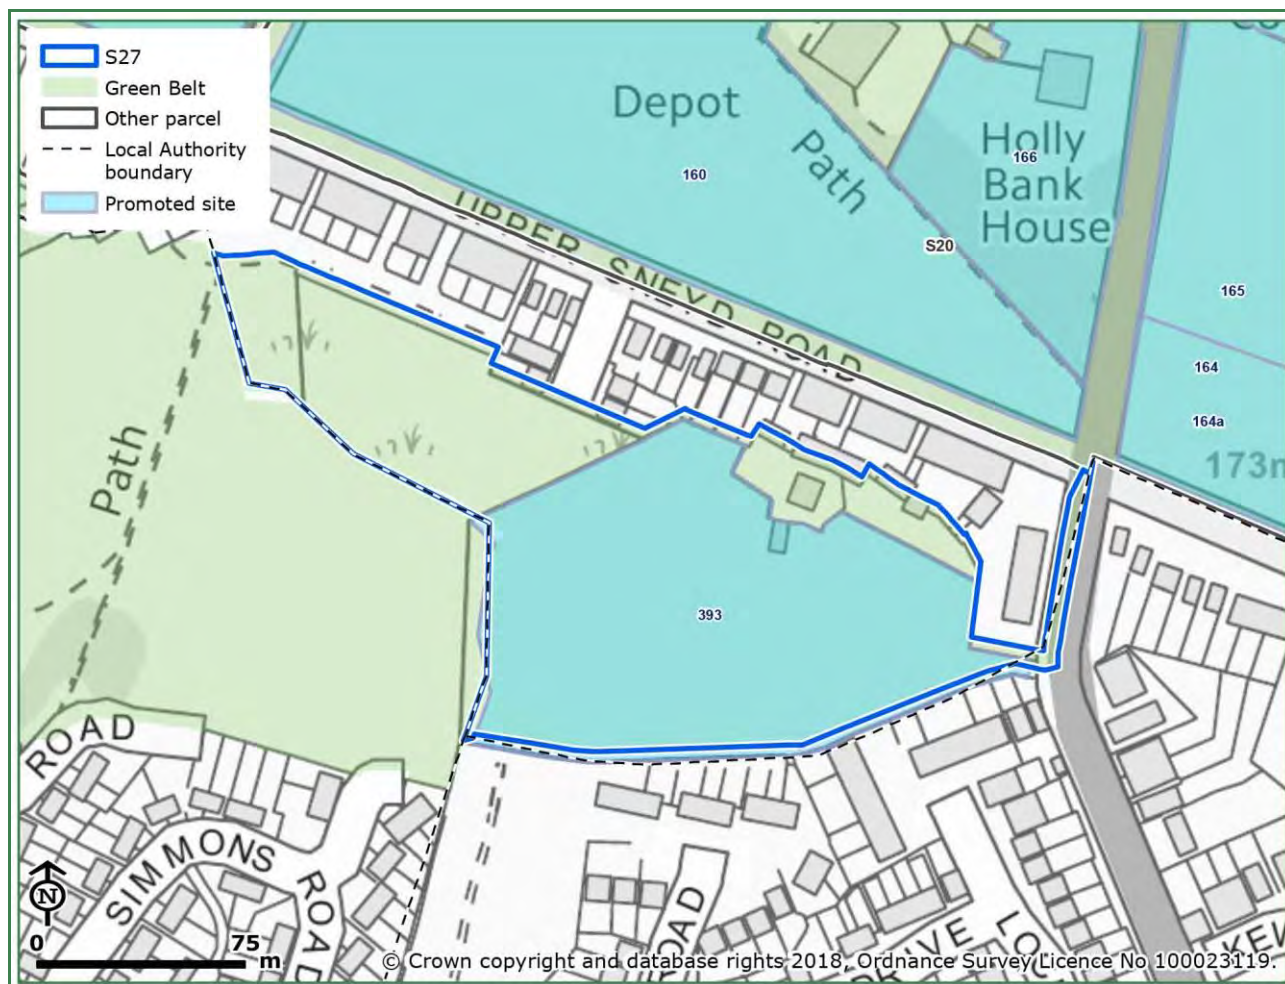 S27
Green Belt
Other parcel
Local Authority
boundary
Promoted site
Depot
Path
Holly
Bank
House
160
166
S20
165
164
164a
173m
UPPER SNEYD ROAD
Path
393
ROAD
SIMMONS ROAD
ROAD
N
0 75
m
© Crown copyright and database rights 2018, Ordnance Survey Licence No 100023119.